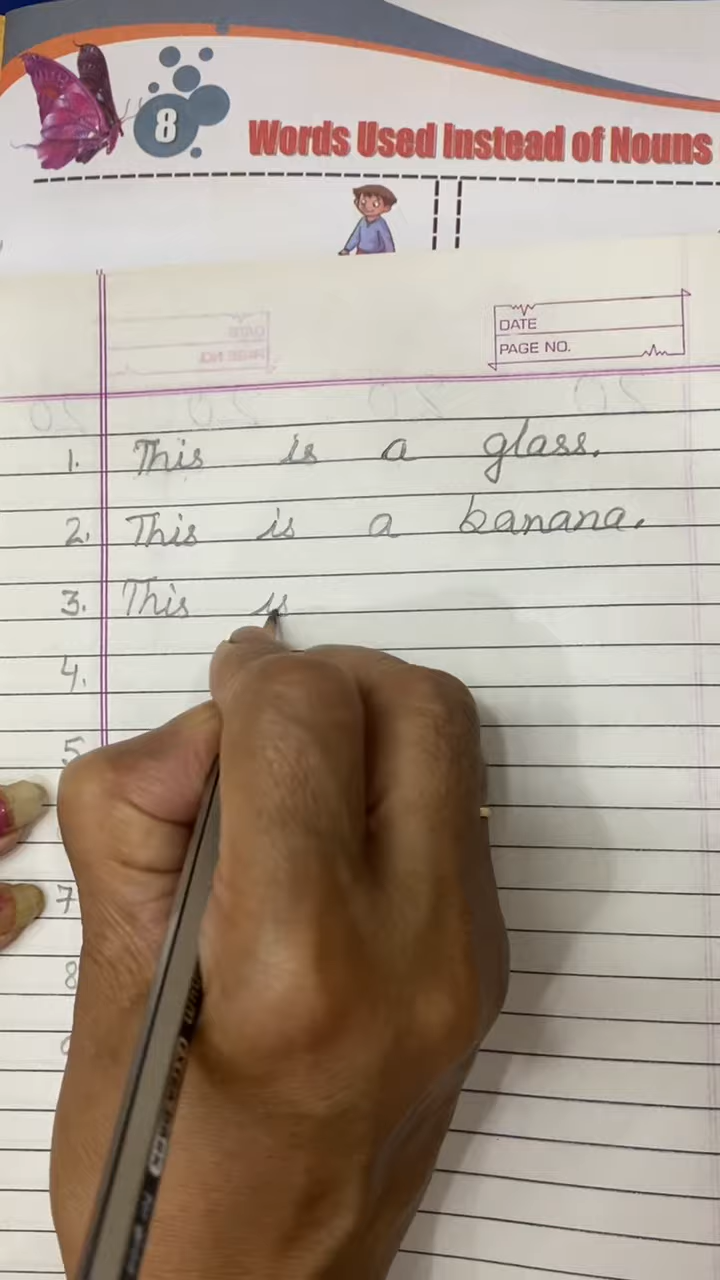 8
Words Used Instead of Nouns
DATE
PAGE NO.
1. This is a glass.
2. This is a banana.
3. This is
4.
5
7
8